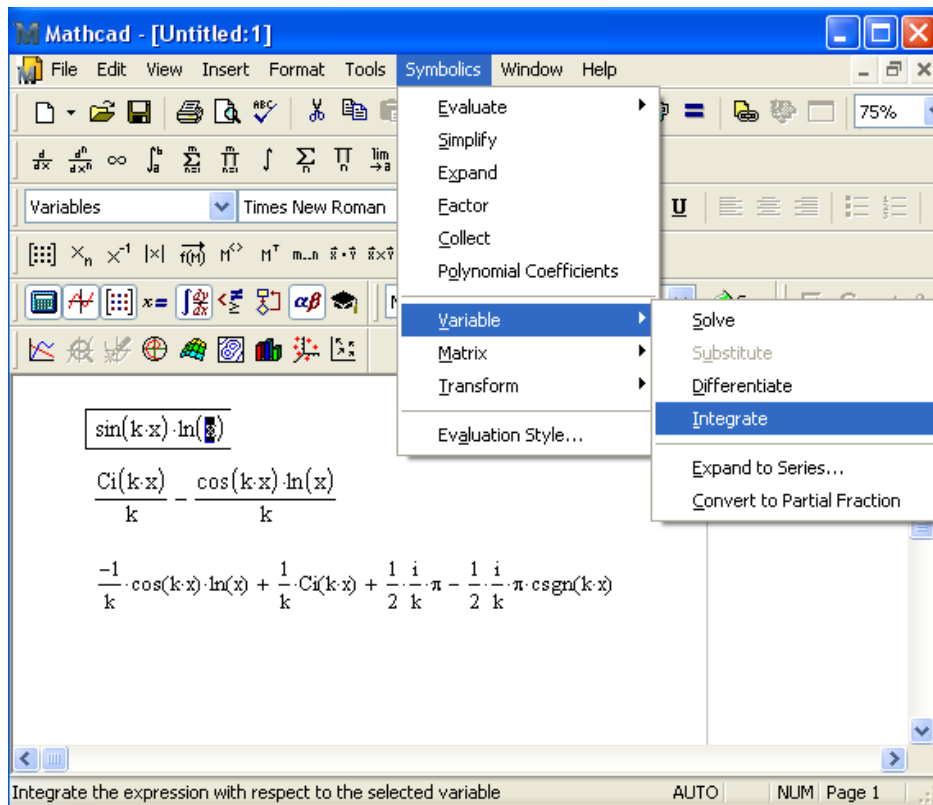 Mathcad - [Untitled:1]
File Edit View Insert Format Tools Symbolics Window Help
75%
Evaluate
Simplify
Expand
Factor
Collect
Polynomial Coefficients
Variable
Matrix
Transform
Evaluation Style...
Solve
Substitute
Differentiate
Integrate
Expand to Series...
Convert to Partial Fraction
Variables Times New Roman U
sin(k·x)·ln(x)
Ci(k·x)/k - cos(k·x)·ln(x)/k
-1/k·cos(k·x)·ln(x) + 1/k·Ci(k·x) + 1/2·i/k·π - 1/2·i/k·π·csgn(k·x)
Integrate the expression with respect to the selected variable AUTO NUM Page 1